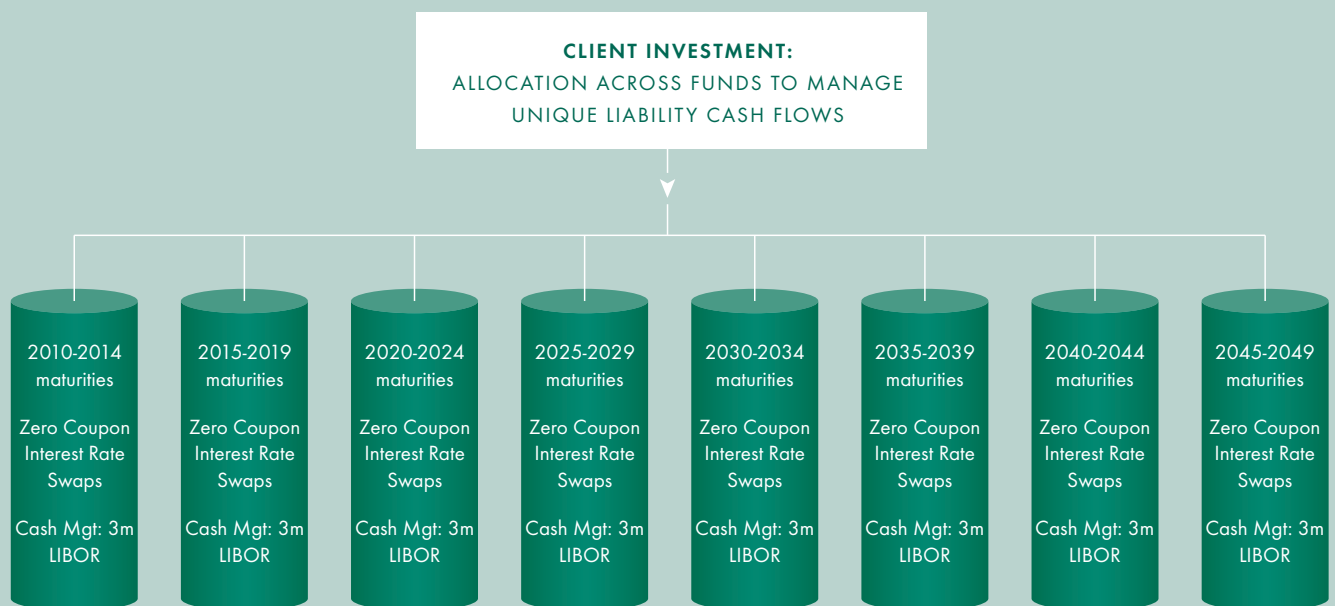 CLIENT INVESTMENT:
ALLOCATION ACROSS FUNDS TO MANAGE
UNIQUE LIABILITY CASH FLOWS
2010-2014
maturities
Zero Coupon
Interest Rate
Swaps
Cash Mgt: 3m
LIBOR
2015-2019
maturities
Zero Coupon
Interest Rate
Swaps
Cash Mgt: 3m
LIBOR
2020-2024
maturities
Zero Coupon
Interest Rate
Swaps
Cash Mgt: 3m
LIBOR
2025-2029
maturities
Zero Coupon
Interest Rate
Swaps
Cash Mgt: 3m
LIBOR
2030-2034
maturities
Zero Coupon
Interest Rate
Swaps
Cash Mgt: 3m
LIBOR
2035-2039
maturities
Zero Coupon
Interest Rate
Swaps
Cash Mgt: 3m
LIBOR
2040-2044
maturities
Zero Coupon
Interest Rate
Swaps
Cash Mgt: 3m
LIBOR
2045-2049
maturities
Zero Coupon
Interest Rate
Swaps
Cash Mgt: 3m
LIBOR